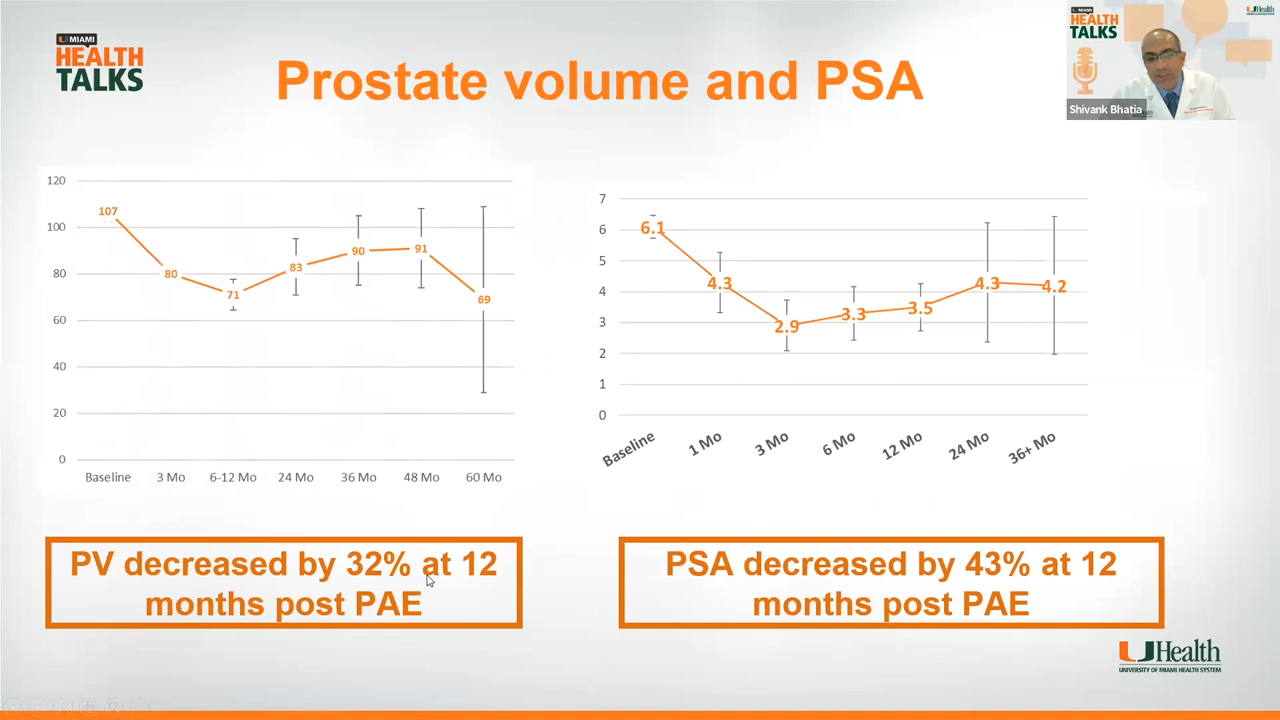 U MIAMI
HEALTH
TALKS
Prostate volume and PSA
U MIAMI
HEALTH
TALKS
UHealth
Shivank Bhatia
120
100
80
60
40
20
0
107
80
71
83
90
91
69
Baseline
3 Mo
6-12 Mo
24 Mo
36 Mo
48 Mo
60 Mo
7
6
5
4
3
2
1
0
6.1
4.3
2.9
3.3
3.5
4.3
4.2
Baseline
1 Mo
3 Mo
6 Mo
12 Mo
24 Mo
36+ Mo
PV decreased by 32% at 12
months post PAE
PSA decreased by 43% at 12
months post PAE
UHealth
UNIVERSITY OF MIAMI HEALTH SYSTEM